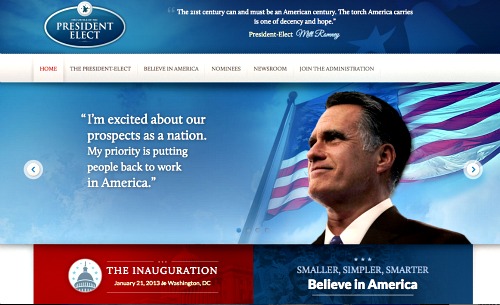 PRESIDENT
ELECT
“ The 21st century can and must be an American century. The torch America carries
is one of decency and hope.”
President-Elect Mitt Romney
HOME THE PRESIDENT-ELECT BELIEVE IN AMERICA NOMINEES NEWSROOM JOIN THE ADMINISTRATION
“I’m excited about our
prospects as a nation.
My priority is putting
people back to work
in America.”
THE INAUGURATION
January 21, 2013 in Washington, DC
SMALLER, SIMPLER, SMARTER
Believe in America